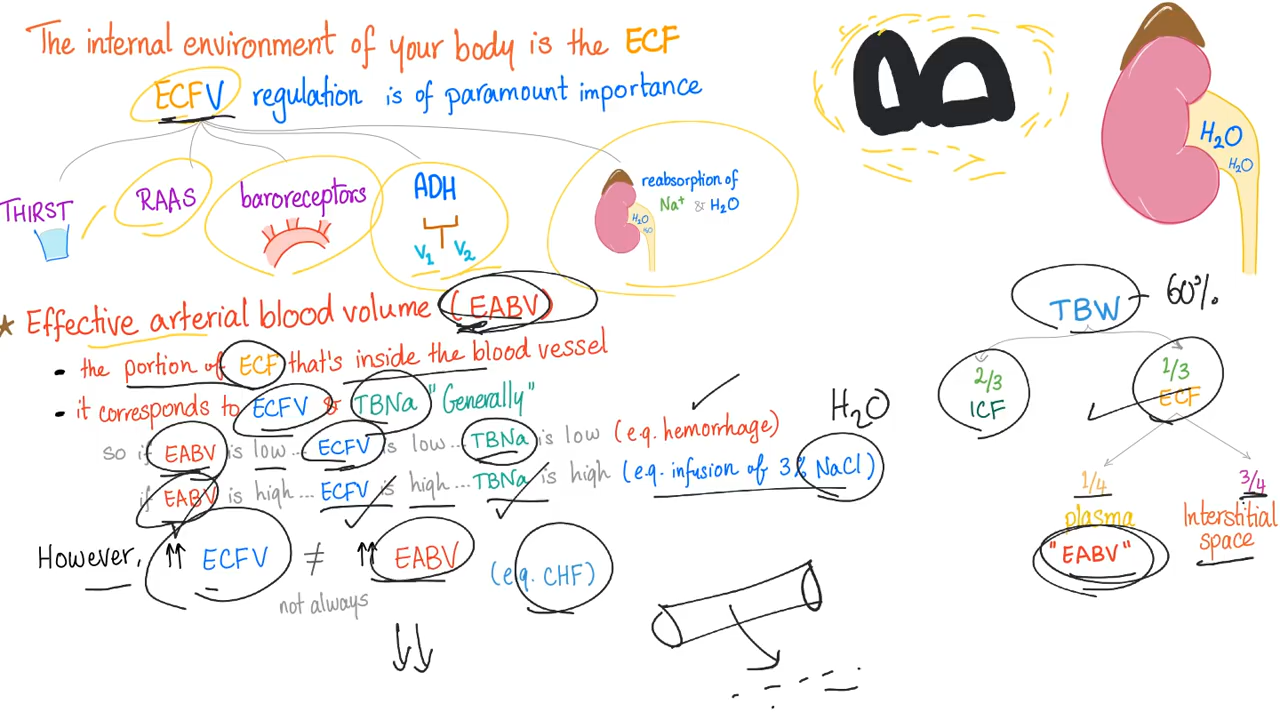 The internal environment of your body is the ECF
ECFV regulation is of paramount importance
THIRST
RAAS
baroreceptors
ADH
V1 V2
reabsorption of
Na+ & H2O
H2O
H2O
H2O
H2O
★ Effective arterial blood volume (EABV)
- the portion of ECF that's inside the blood vessel
- it corresponds to ECFV & TBNa "Generally"
so if EABV is low... ECFV is low... TBNa is low (e.g. hemorrhage)
if EABV is high... ECFV is high... TBNa is high (e.g. infusion of 3% NaCl)
H2O
However, ↑↑ ECFV ≠ ↑↑ EABV (e.g. CHF)
not always
↓↓
TBW - 60%
2/3
ICF
1/3
ECF
1/4
plasma
"EABV"
3/4
Interstitial
space